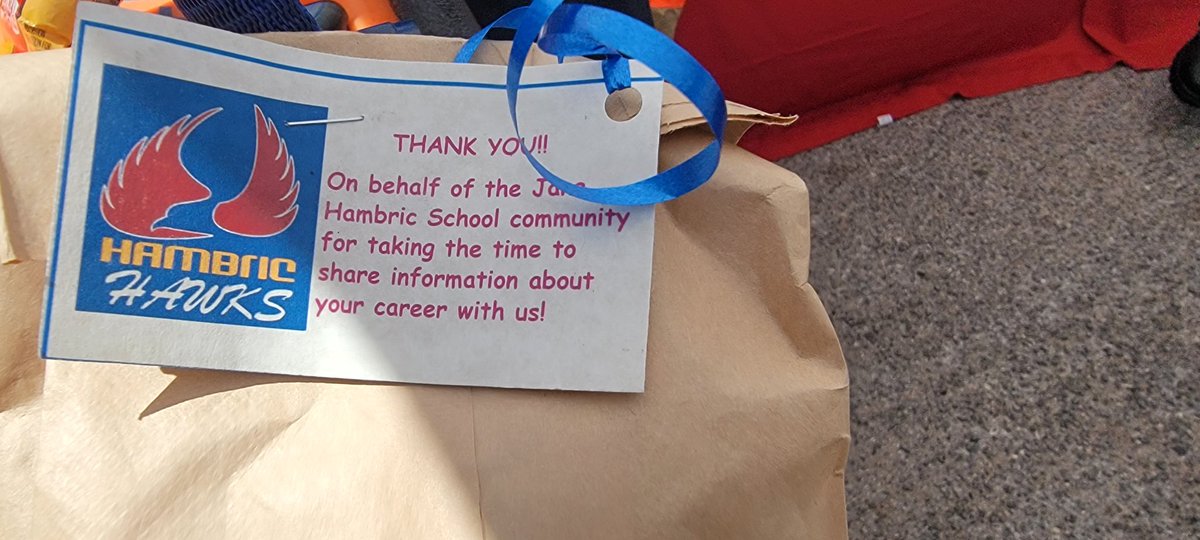 HAMBRIC
HAWKS
THANK YOU!!
On behalf of the
Hambric School community
for taking the time to
share information about
your career with us!